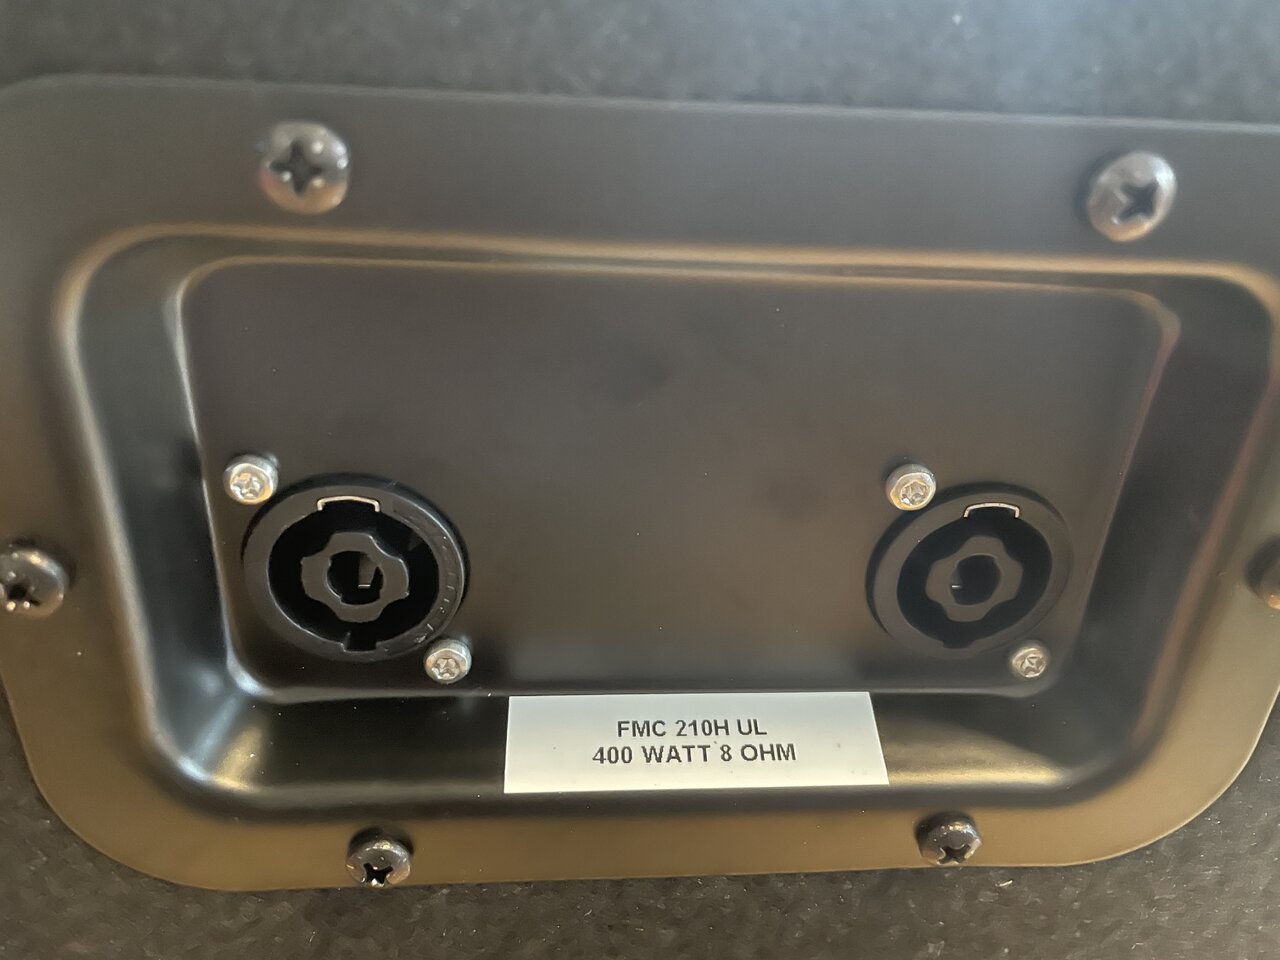 FMC 210H UL
400 WATT 8 OHM